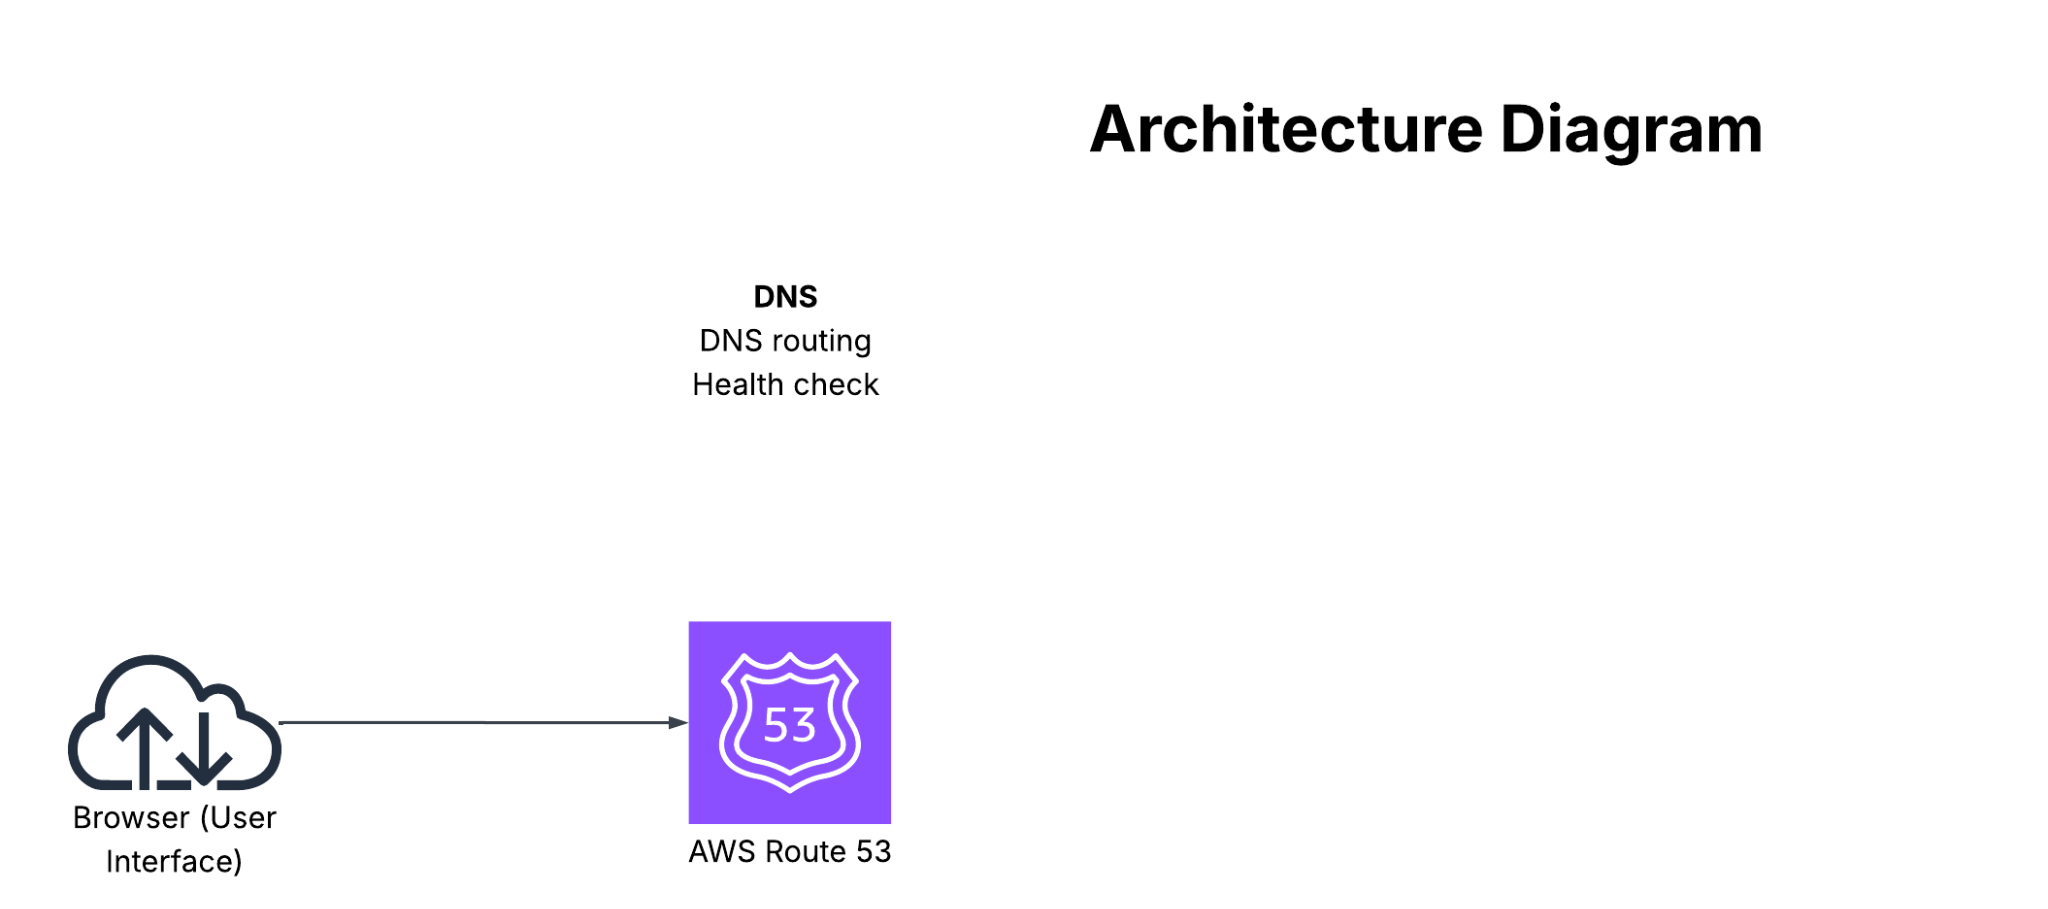 Architecture Diagram
DNS
DNS routing
Health check
53
Browser (User
Interface)
AWS Route 53